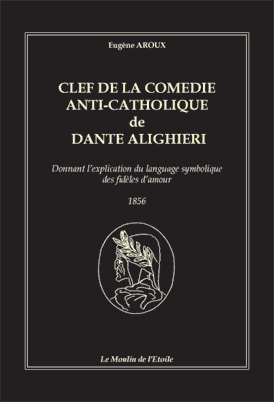 Eugène AROUX
CLEF DE LA COMEDIE
ANTI-CATHOLIQUE
de
DANTE ALIGHIERI
Donnant l'explication du language symbolique
des fidèles d'amour
1856
Le Moulin de l'Etoile